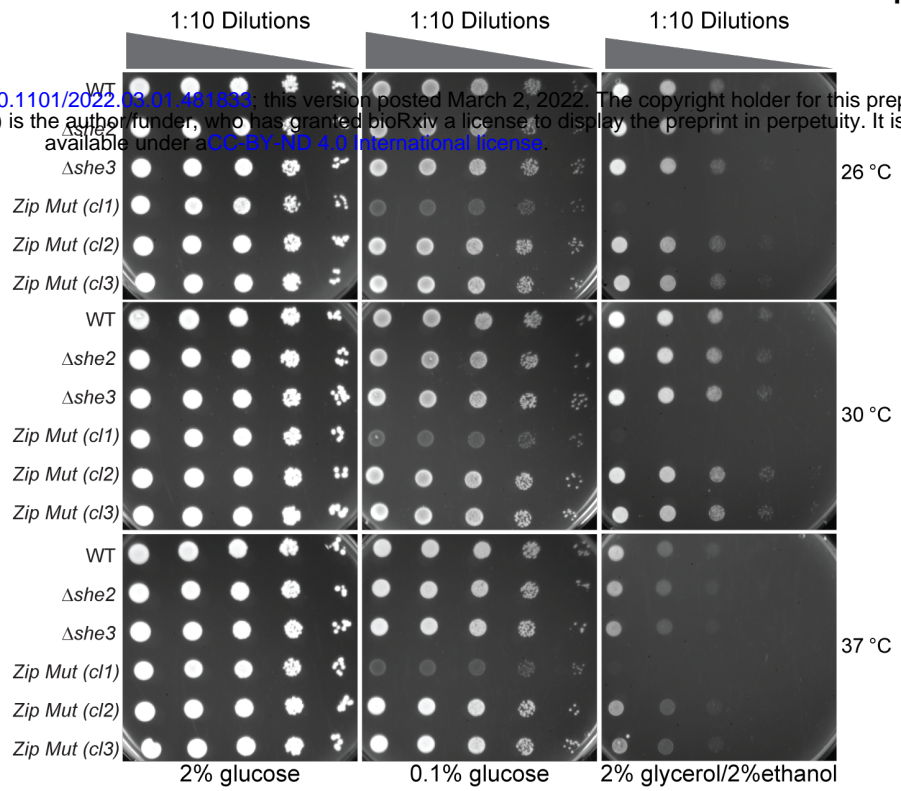 1:10 Dilutions 1:10 Dilutions 1:10 Dilutions
WT
0.1101/2022.03.01.481833; this version posted March 2, 2022. The copyright holder for this prep
) is the author/funder, who has granted bioRxiv a license to display the preprint in perpetuity. It is
Δshe2
available under aCC-BY-ND 4.0 International license.
Δshe3
26 °C
Zip Mut (cl1)
Zip Mut (cl2)
Zip Mut (cl3)
WT
Δshe2
Δshe3
30 °C
Zip Mut (cl1)
Zip Mut (cl2)
Zip Mut (cl3)
WT
Δshe2
Δshe3
37 °C
Zip Mut (cl1)
Zip Mut (cl2)
Zip Mut (cl3)
2% glucose 0.1% glucose 2% glycerol/2%ethanol